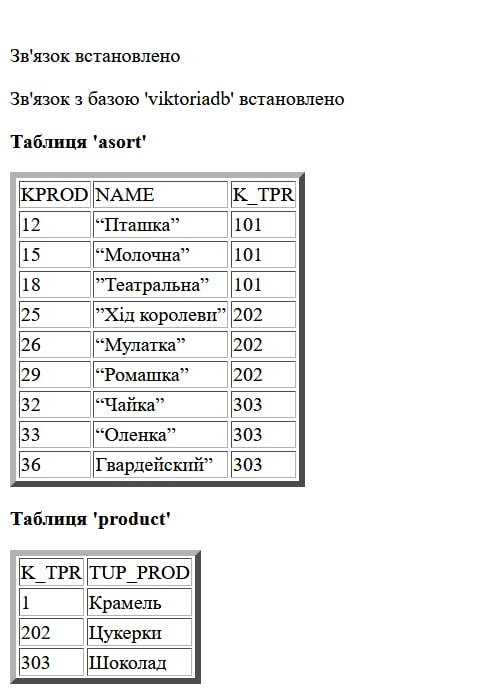 Зв'язок встановлено
Зв'язок з базою 'viktoriadb' встановлено
Таблиця 'asort'
KPROD NAME K_TPR
12 “Пташка” 101
15 “Молочна” 101
18 ”Театральна” 101
25 ”Хід королеви” 202
26 “Мулатка” 202
29 “Ромашка” 202
32 “Чайка” 303
33 “Оленка” 303
36 Гвардейский” 303
Таблиця 'product'
K_TPR TUP_PROD
1 Крамель
202 Цукерки
303 Шоколад